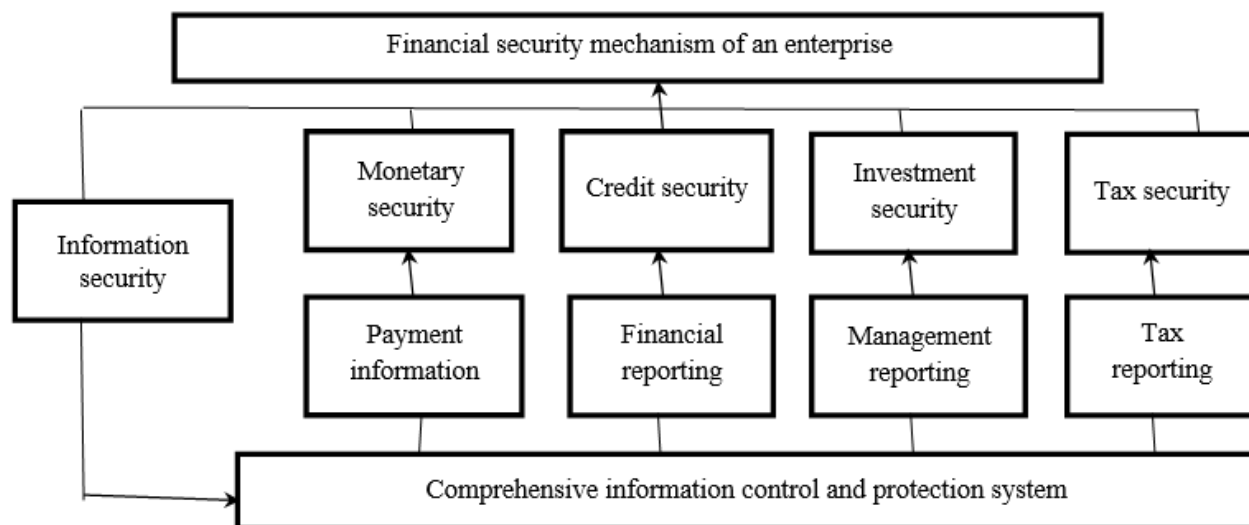 Financial security mechanism of an enterprise
Monetary
security
Credit security
Investment
security
Tax security
Information
security
Payment
information
Financial
reporting
Management
reporting
Tax
reporting
Comprehensive information control and protection system